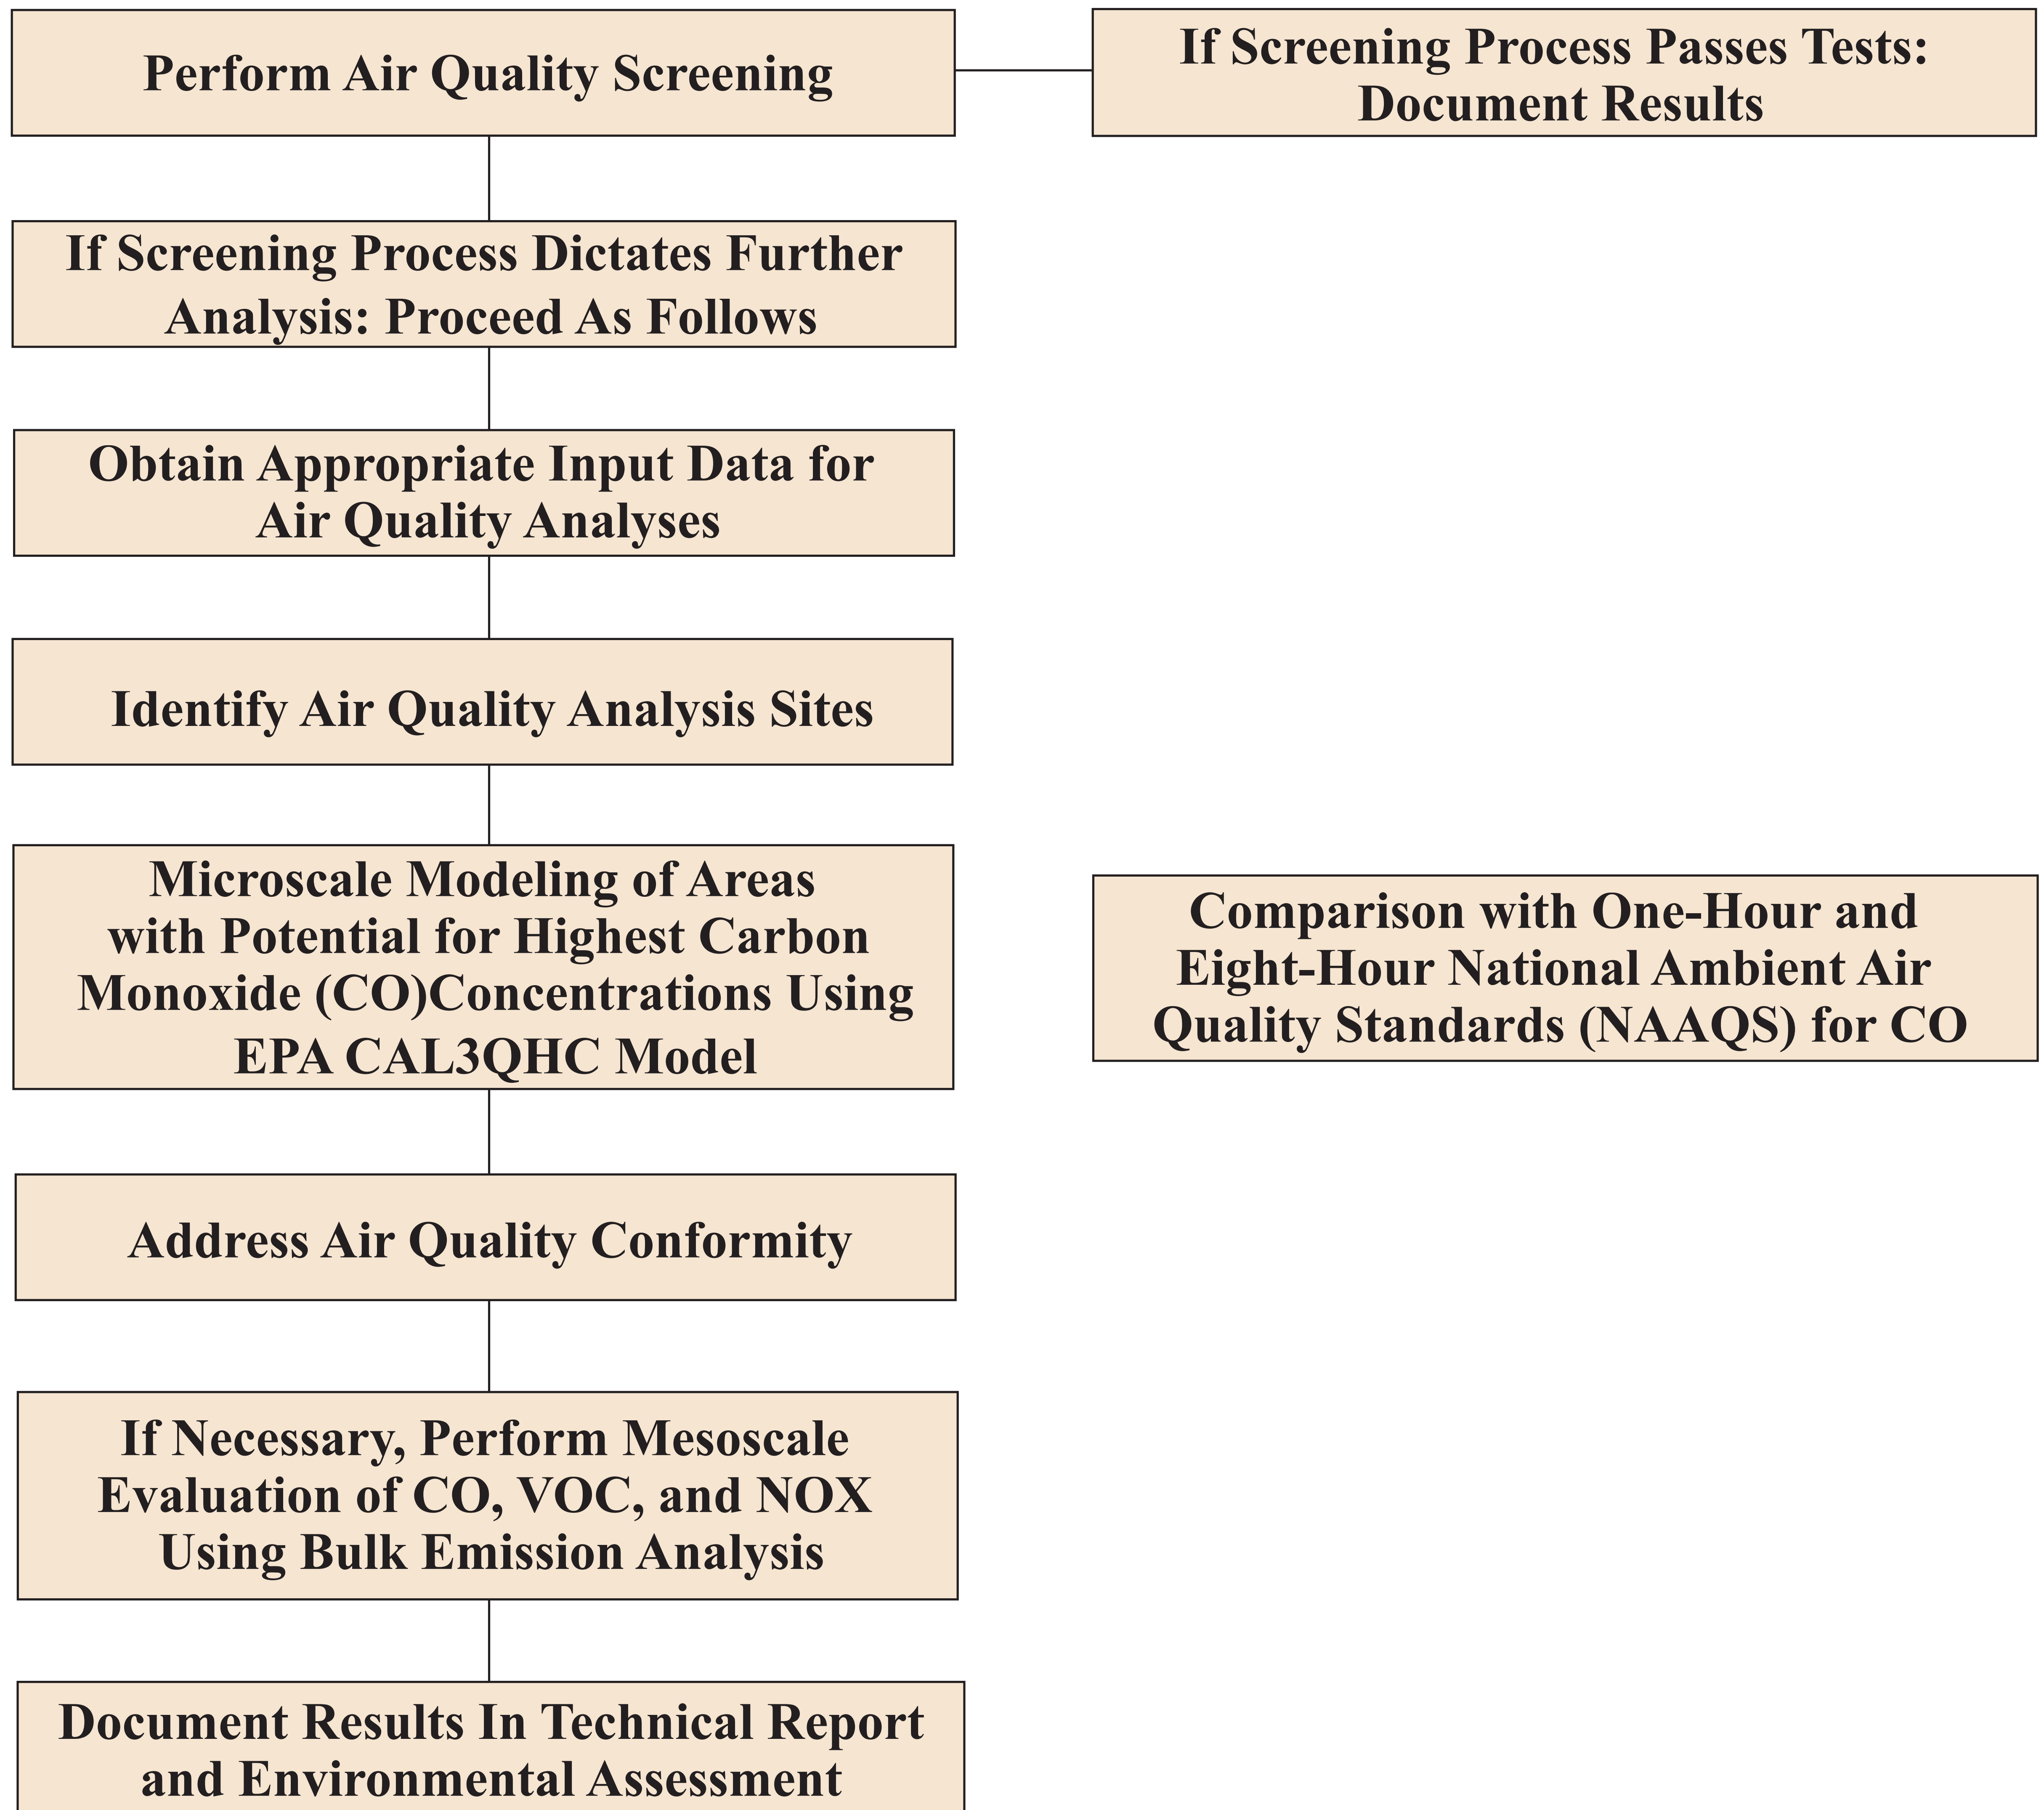 Perform Air Quality Screening
If Screening Process Passes Tests:
Document Results
If Screening Process Dictates Further
Analysis: Proceed As Follows
Obtain Appropriate Input Data for
Air Quality Analyses
Identify Air Quality Analysis Sites
Microscale Modeling of Areas
with Potential for Highest Carbon
Monoxide (CO)Concentrations Using
EPA CAL3QHC Model
Comparison with One-Hour and
Eight-Hour National Ambient Air
Quality Standards (NAAQS) for CO
Address Air Quality Conformity
If Necessary, Perform Mesoscale
Evaluation of CO, VOC, and NOX
Using Bulk Emission Analysis
Document Results In Technical Report
and Environmental Assessment